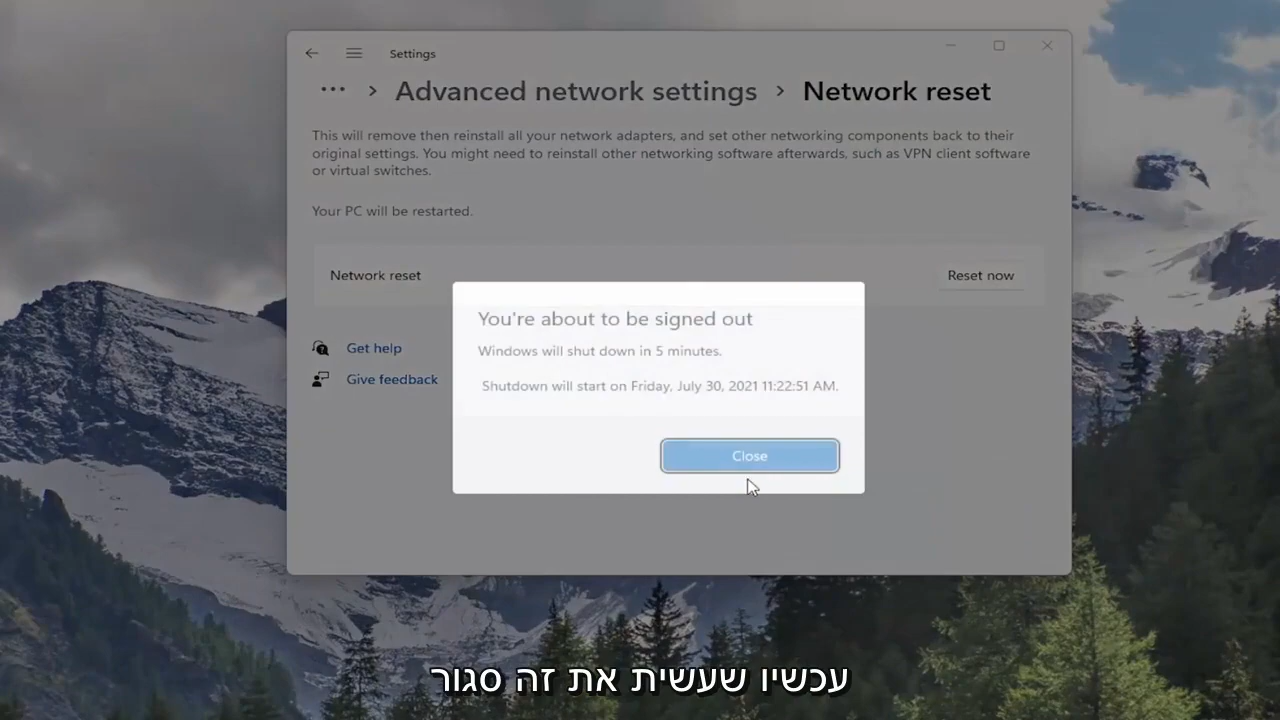 Settings
... > Advanced network settings > Network reset
This will remove then reinstall all your network adapters, and set other networking components back to their
original settings. You might need to reinstall other networking software afterwards, such as VPN client software
or virtual switches.
Your PC will be restarted.
Network reset
Reset now
You're about to be signed out
Windows will shut down in 5 minutes.
Shutdown will start on Friday, July 30, 2021 11:22:51 AM.
Get help
Give feedback
Close
עכשיו שעשית את זה סגור